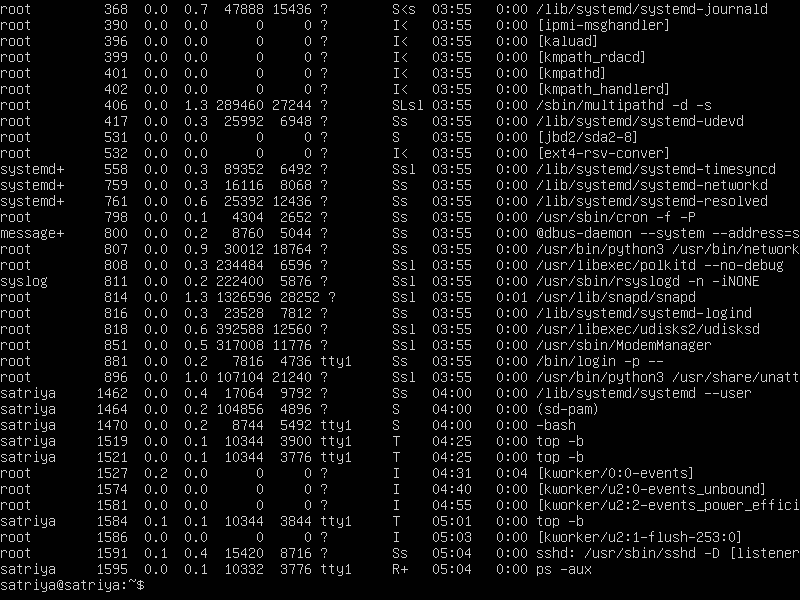 root         368  0.0  0.7  47888 15436 ?        S<s  03:55   0:00 /lib/systemd/systemd-journald
root         390  0.0  0.0      0     0 ?        I<   03:55   0:00 [ipmi-msghandler]
root         396  0.0  0.0      0     0 ?        I<   03:55   0:00 [kaluad]
root         399  0.0  0.0      0     0 ?        I<   03:55   0:00 [kmpath_rdacd]
root         401  0.0  0.0      0     0 ?        I<   03:55   0:00 [kmpathd]
root         402  0.0  0.0      0     0 ?        I<   03:55   0:00 [kmpath_handlerd]
root         406  0.0  1.3 289460 27244 ?        SLsl 03:55   0:00 /sbin/multipathd -d -s
root         417  0.0  0.3  25992  6948 ?        Ss   03:55   0:00 /lib/systemd/systemd-udevd
root         531  0.0  0.0      0     0 ?        S    03:55   0:00 [jbd2/sda2-8]
root         532  0.0  0.0      0     0 ?        I<   03:55   0:00 [ext4-rsv-conver]
systemd+     558  0.0  0.3  89352  6492 ?        Ssl  03:55   0:00 /lib/systemd/systemd-timesyncd
systemd+     759  0.0  0.3  16116  8068 ?        Ss   03:55   0:00 /lib/systemd/systemd-networkd
systemd+     761  0.0  0.6  25392 12436 ?        Ss   03:55   0:00 /lib/systemd/systemd-resolved
root         798  0.0  0.1   4304  2652 ?        Ss   03:55   0:00 /usr/sbin/cron -f -P
message+     800  0.0  0.2   8760  5044 ?        Ss   03:55   0:00 @dbus-daemon --system --address=s
root         807  0.0  0.9  30012 18764 ?        Ss   03:55   0:00 /usr/bin/python3 /usr/bin/network
root         808  0.0  0.3 234484  6596 ?        Ssl  03:55   0:00 /usr/libexec/polkitd --no-debug
syslog       811  0.0  0.2 222400  5876 ?        Ssl  03:55   0:00 /usr/sbin/rsyslogd -n -iNONE
root         814  0.0  1.3 1326596 28252 ?       Ssl  03:55   0:01 /usr/lib/snapd/snapd
root         816  0.0  0.3  23528  7812 ?        Ss   03:55   0:00 /lib/systemd/systemd-logind
root         818  0.0  0.6 392588 12560 ?        Ssl  03:55   0:00 /usr/libexec/udisks2/udisksd
root         851  0.0  0.5 317008 11776 ?        Ssl  03:55   0:00 /usr/sbin/ModemManager
root         881  0.0  0.2   7816  4736 tty1     Ss   03:55   0:00 /bin/login -p --
root         896  0.0  1.0 107104 21240 ?        Ssl  03:55   0:00 /usr/bin/python3 /usr/share/unatt
satriya     1462  0.0  0.4  17064  9792 ?        Ss   04:00   0:00 /lib/systemd/systemd --user
satriya     1464  0.0  0.2 104856  4896 ?        S    04:00   0:00 (sd-pam)
satriya     1470  0.0  0.2   8744  5492 tty1     S    04:00   0:00 -bash
satriya     1519  0.0  0.1  10344  3900 tty1     T    04:25   0:00 top -b
satriya     1521  0.0  0.1  10344  3776 tty1     T    04:25   0:00 top -b
root        1527  0.2  0.0      0     0 ?        I    04:31   0:04 [kworker/0:0-events]
root        1574  0.0  0.0      0     0 ?        I    04:40   0:00 [kworker/u2:0-events_unbound]
root        1581  0.0  0.0      0     0 ?        I    04:55   0:00 [kworker/u2:2-events_power_effici
satriya     1584  0.1  0.1  10344  3844 tty1     T    05:01   0:00 top -b
root        1586  0.0  0.0      0     0 ?        I    05:03   0:00 [kworker/u2:1-flush-253:0]
root        1591  0.1  0.4  15420  8716 ?        Ss   05:04   0:00 sshd: /usr/sbin/sshd -D [listener
satriya     1595  0.0  0.1  10332  3776 tty1     R+   05:04   0:00 ps -aux
satriya@satriya:~$